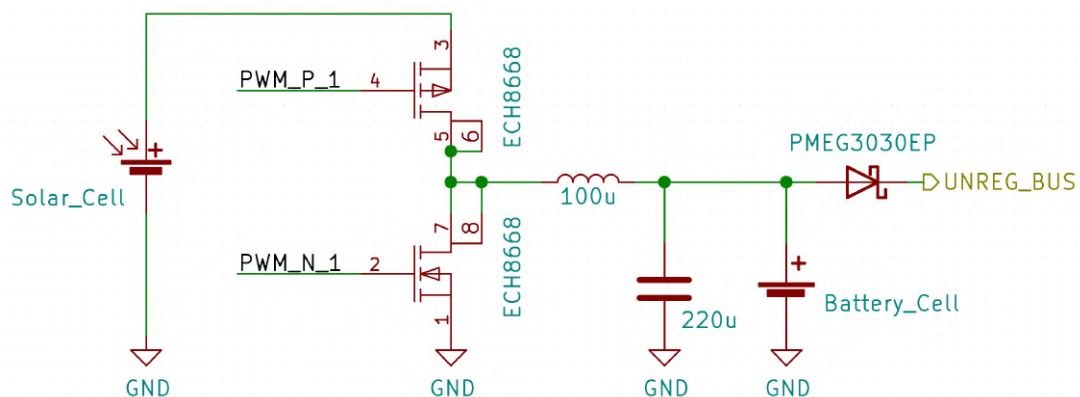 3
PWM_P_1
4
ECH8668
5
6
PMEG3030EP
Solar_Cell
100u
UNREG_BUS
7
8
PWM_N_1
2
ECH8668
1
220u
Battery_Cell
GND
GND
GND
GND